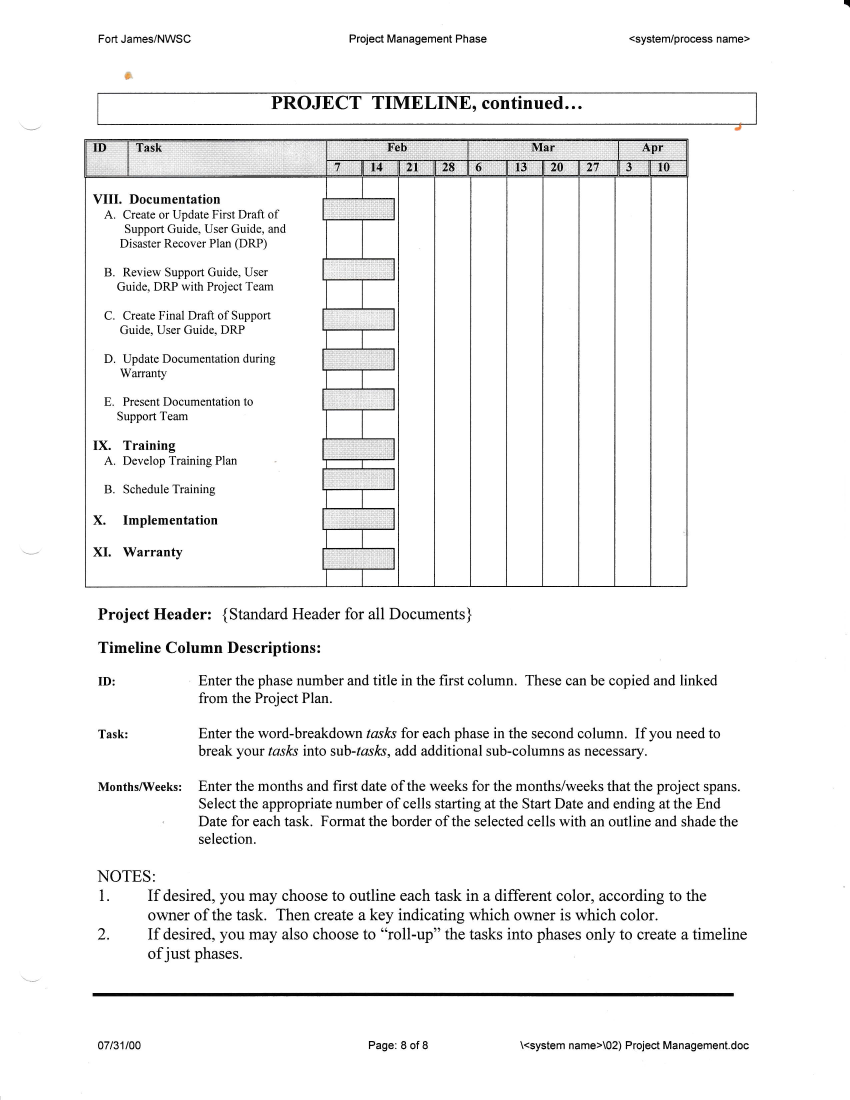 Fort James/NWSC Project Management Phase <system/process name>
PROJECT TIMELINE, continued…
ID Task Feb Mar Apr
7 14 21 28 6 13 20 27 3 10
VIII. Documentation
A. Create or Update First Draft of
Support Guide, User Guide, and
Disaster Recover Plan (DRP)
B. Review Support Guide, User
Guide, DRP with Project Team
C. Create Final Draft of Support
Guide, User Guide, DRP
D. Update Documentation during
Warranty
E. Present Documentation to
Support Team
IX. Training
A. Develop Training Plan
B. Schedule Training
X. Implementation
XI. Warranty
Project Header: {Standard Header for all Documents}
Timeline Column Descriptions:
ID: Enter the phase number and title in the first column. These can be copied and linked
from the Project Plan.
Task: Enter the word-breakdown tasks for each phase in the second column. If you need to
break your tasks into sub-tasks, add additional sub-columns as necessary.
Months/Weeks: Enter the months and first date of the weeks for the months/weeks that the project spans.
Select the appropriate number of cells starting at the Start Date and ending at the End
Date for each task. Format the border of the selected cells with an outline and shade the
selection.
NOTES:
1. If desired, you may choose to outline each task in a different color, according to the
owner of the task. Then create a key indicating which owner is which color.
2. If desired, you may also choose to “roll-up” the tasks into phases only to create a timeline
of just phases.
07/31/00 Page: 8 of 8 \<system name>\02) Project Management.doc